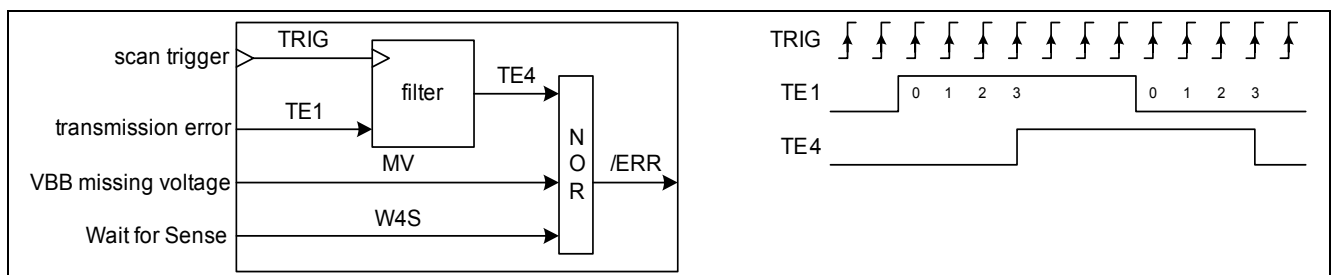 scan trigger
TRIG
filter
TE4
transmission error
TE1
VBB missing voltage
MV
Wait for Sense
W4S
N
O
R
/ERR
TRIG
TE1
0 1 2 3 0 1 2 3
TE4